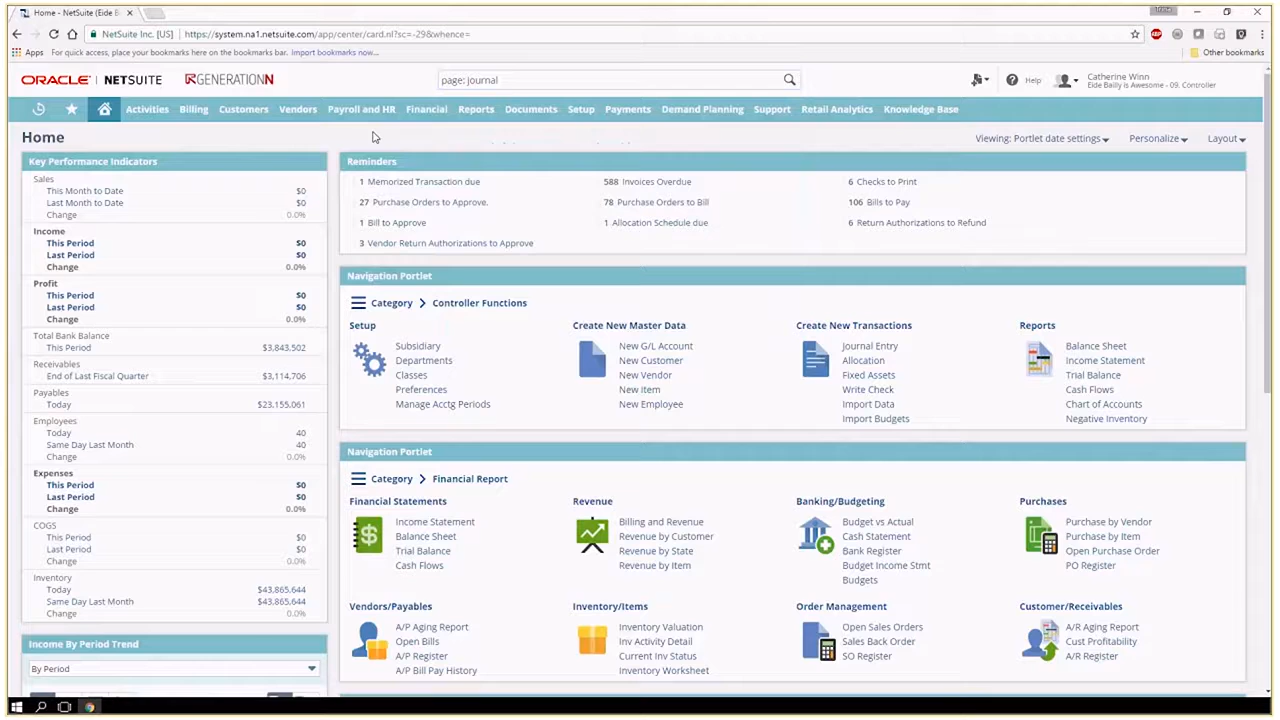 Home - NetSuite (Eide B
NetSuite Inc. [US]
https://system.na1.netsuite.com/app/center/card.nl?sc=-29&whence=
Apps
For quick access, place your bookmarks here on the bookmarks bar. Import bookmarks now...
Other bookmarks
ORACLE NETSUITE
GENERATION
page: journal
Help
Catherine Winn
Eide Bailly is Awesome - 09. Controller
Activities Billing Customers Vendors Payroll and HR Financial Reports Documents Setup Payments Demand Planning Support Retail Analytics Knowledge Base
Home
Viewing: Portlet date settings
Personalize
Layout
Key Performance Indicators
Sales
This Month to Date $0
Last Month to Date $0
Change 0.0%
Income
This Period $0
Last Period $0
Change 0.0%
Profit
This Period $0
Last Period $0
Change 0.0%
Total Bank Balance
This Period $3,843,502
Receivables
End of Last Fiscal Quarter $3,114,706
Payables
Today $23,155,061
Employees
Today 40
Same Day Last Month 40
Change 0.0%
Expenses
This Period $0
Last Period $0
Change 0.0%
COGS
This Period $0
Last Period $0
Change 0.0%
Inventory
Today $43,865,644
Same Day Last Month $43,865,644
Change 0.0%
Income By Period Trend
By Period
Reminders
1 Memorized Transaction due
588 Invoices Overdue
6 Checks to Print
27 Purchase Orders to Approve.
78 Purchase Orders to Bill
106 Bills to Pay
1 Bill to Approve
1 Allocation Schedule due
6 Return Authorizations to Refund
3 Vendor Return Authorizations to Approve
Navigation Portlet
Category > Controller Functions
Setup
Subsidiary
Departments
Classes
Preferences
Manage Acctg Periods
Create New Master Data
New G/L Account
New Customer
New Vendor
New Item
New Employee
Create New Transactions
Journal Entry
Allocation
Fixed Assets
Write Check
Import Data
Import Budgets
Reports
Balance Sheet
Income Statement
Trial Balance
Cash Flows
Chart of Accounts
Negative Inventory
Navigation Portlet
Category > Financial Report
Financial Statements
Income Statement
Balance Sheet
Trial Balance
Cash Flows
Revenue
Billing and Revenue
Revenue by Customer
Revenue by State
Revenue by Item
Banking/Budgeting
Budget vs Actual
Cash Statement
Bank Register
Budget Income Stmt
Budgets
Purchases
Purchase by Vendor
Purchase by Item
Open Purchase Order
PO Register
Vendors/Payables
A/P Aging Report
Open Bills
A/P Register
A/P Bill Pay History
Inventory/Items
Inventory Valuation
Inv Activity Detail
Current Inv Status
Inventory Worksheet
Order Management
Open Sales Orders
Sales Back Order
SO Register
Customer/Receivables
A/R Aging Report
Cust Profitability
A/R Register